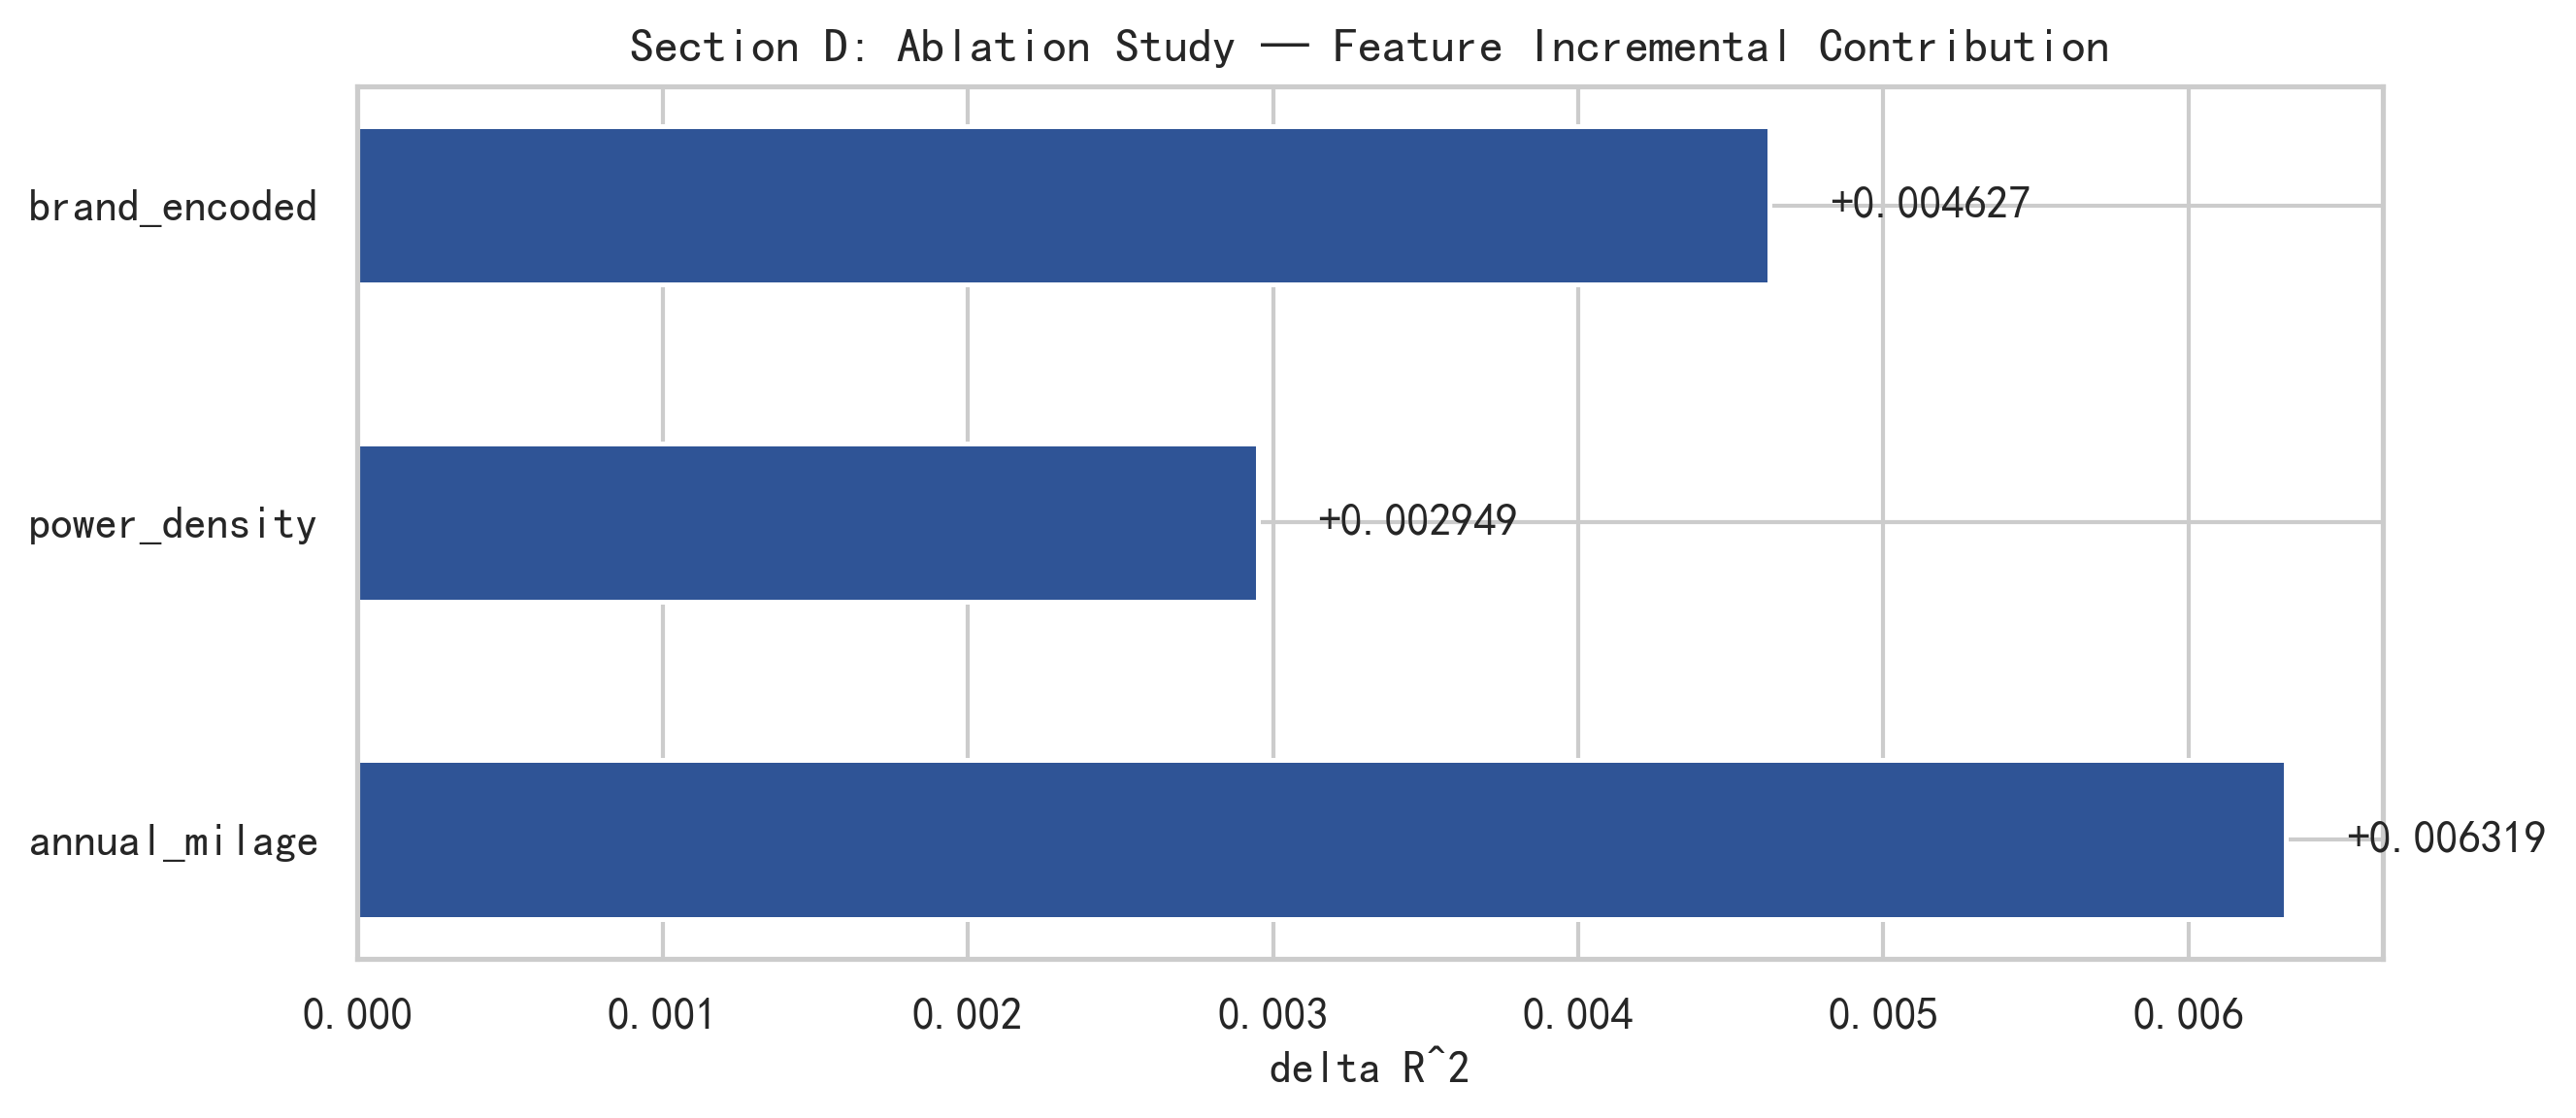 Section D: Ablation Study — Feature Incremental Contribution
brand_encoded
+0.004627
power_density
+0.002949
annual_milage
+0.006319
0.000 0.001 0.002 0.003 0.004 0.005 0.006
delta R^2